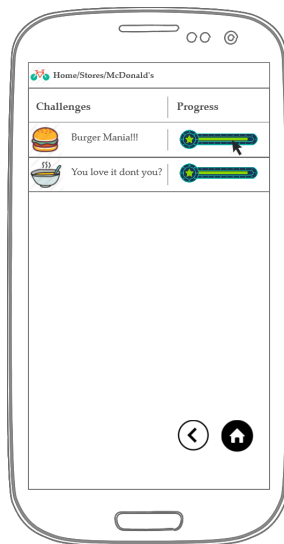 Home/Stores/McDonald's
Challenges Progress
Burger Mania!!!
You love it dont you?